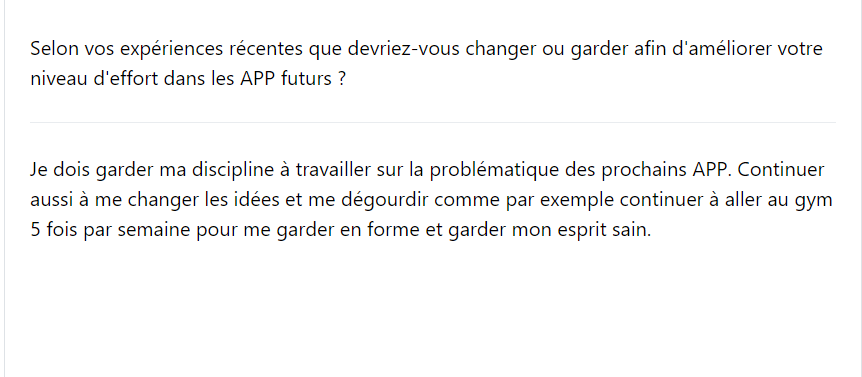 Selon vos expériences récentes que devriez-vous changer ou garder afin d'améliorer votre
niveau d'effort dans les APP futurs ?
Je dois garder ma discipline à travailler sur la problématique des prochains APP. Continuer
aussi à me changer les idées et me dégourdir comme par exemple continuer à aller au gym
5 fois par semaine pour me garder en forme et garder mon esprit sain.